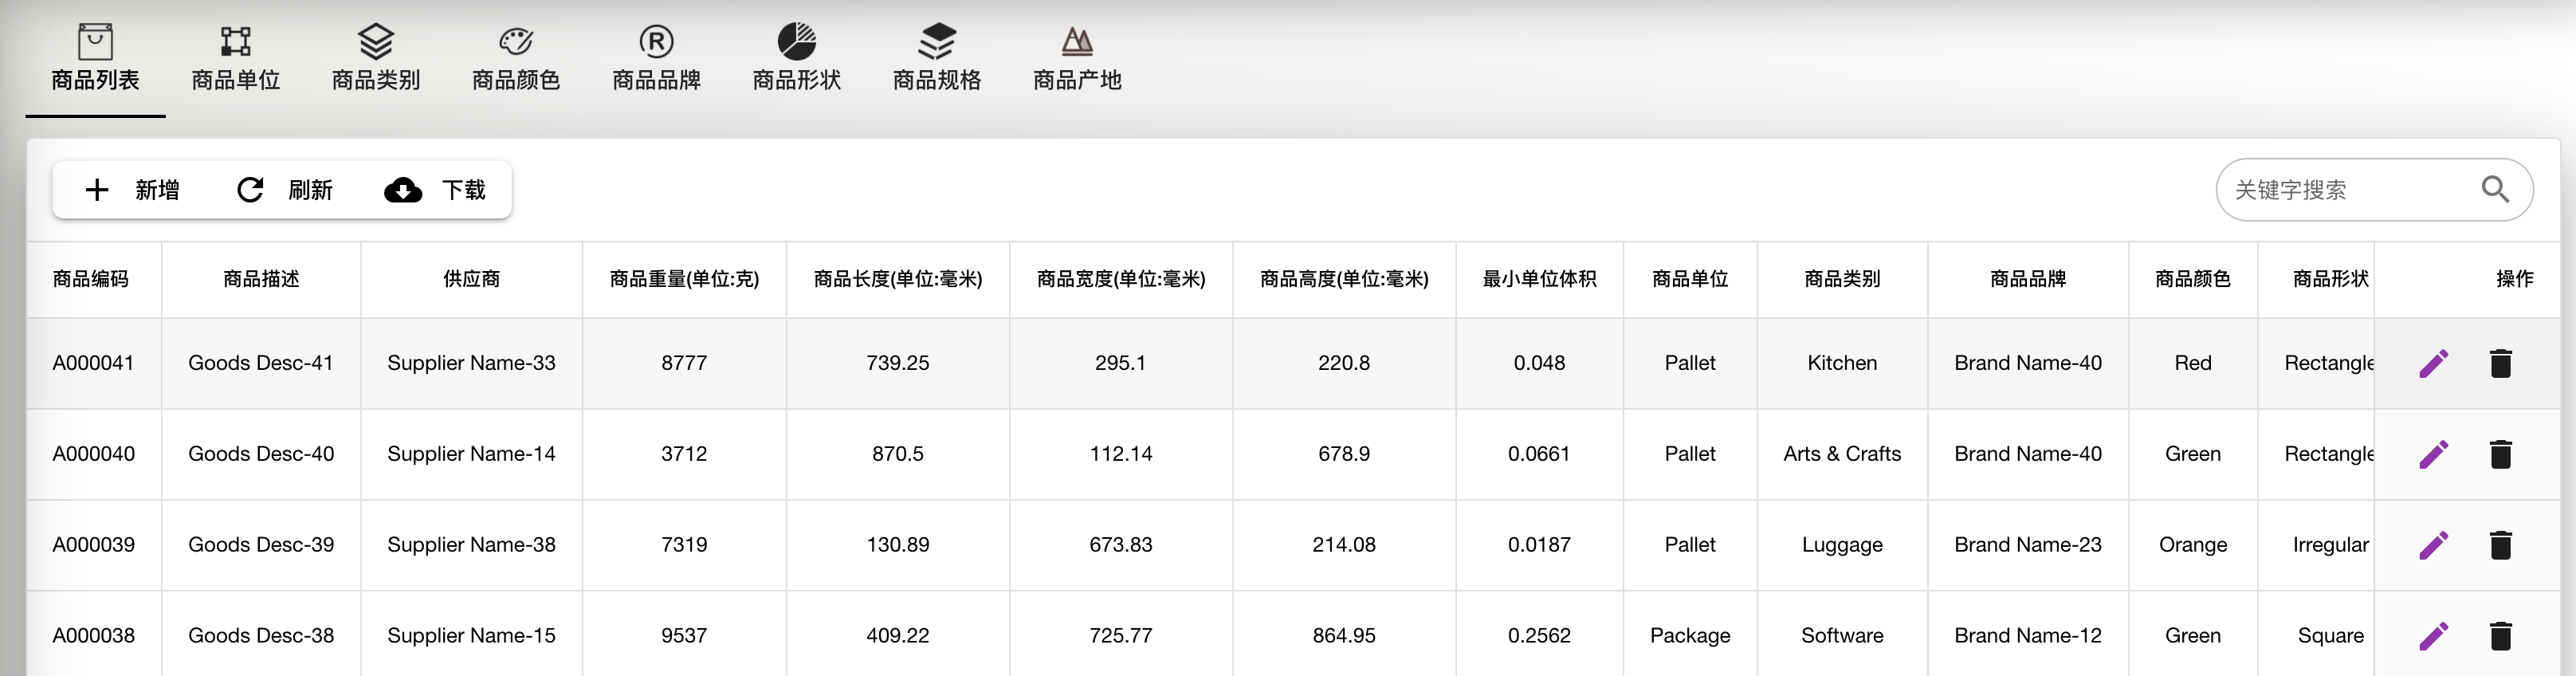 商品列表 商品单位 商品类别 商品颜色 商品品牌 商品形状 商品规格 商品产地
新增 刷新 下载 关键字搜索
商品编码 商品描述 供应商 商品重量(单位:克) 商品长度(单位:毫米) 商品宽度(单位:毫米) 商品高度(单位:毫米) 最小单位体积 商品单位 商品类别 商品品牌 商品颜色 商品形状 操作
A000041 Goods Desc-41 Supplier Name-33 8777 739.25 295.1 220.8 0.048 Pallet Kitchen Brand Name-40 Red Rectangle
A000040 Goods Desc-40 Supplier Name-14 3712 870.5 112.14 678.9 0.0661 Pallet Arts & Crafts Brand Name-40 Green Rectangle
A000039 Goods Desc-39 Supplier Name-38 7319 130.89 673.83 214.08 0.0187 Pallet Luggage Brand Name-23 Orange Irregular
A000038 Goods Desc-38 Supplier Name-15 9537 409.22 725.77 864.95 0.2562 Package Software Brand Name-12 Green Square